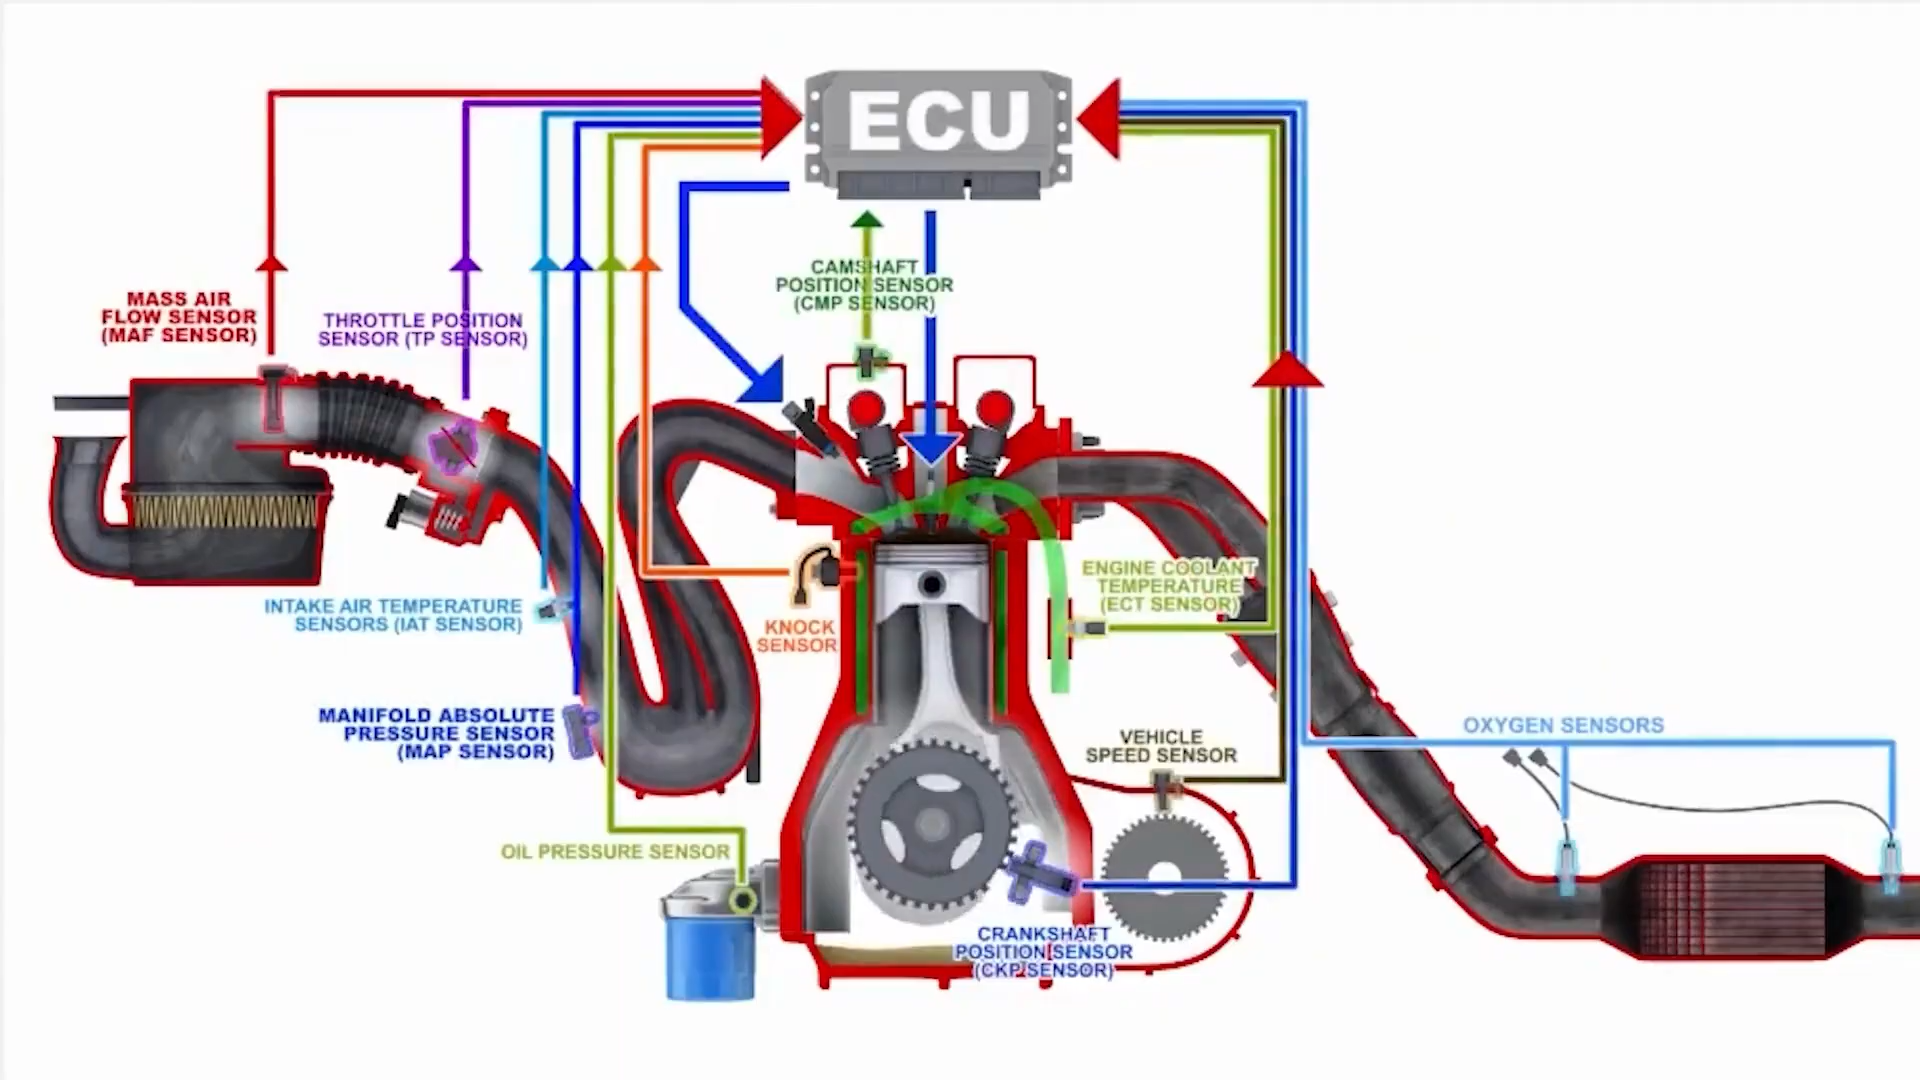 ECU
CAMSHAFT
POSITION SENSOR
(CMP SENSOR)
MASS AIR
FLOW SENSOR
(MAF SENSOR)
THROTTLE POSITION
SENSOR (TP SENSOR)
ENGINE COOLANT
TEMPERATURE
(ECT SENSOR)
INTAKE AIR TEMPERATURE
SENSORS (IAT SENSOR)
KNOCK
SENSOR
MANIFOLD ABSOLUTE
PRESSURE SENSOR
(MAP SENSOR)
OXYGEN SENSORS
VEHICLE
SPEED SENSOR
OIL PRESSURE SENSOR
CRANKSHAFT
POSITION SENSOR
(CKP SENSOR)